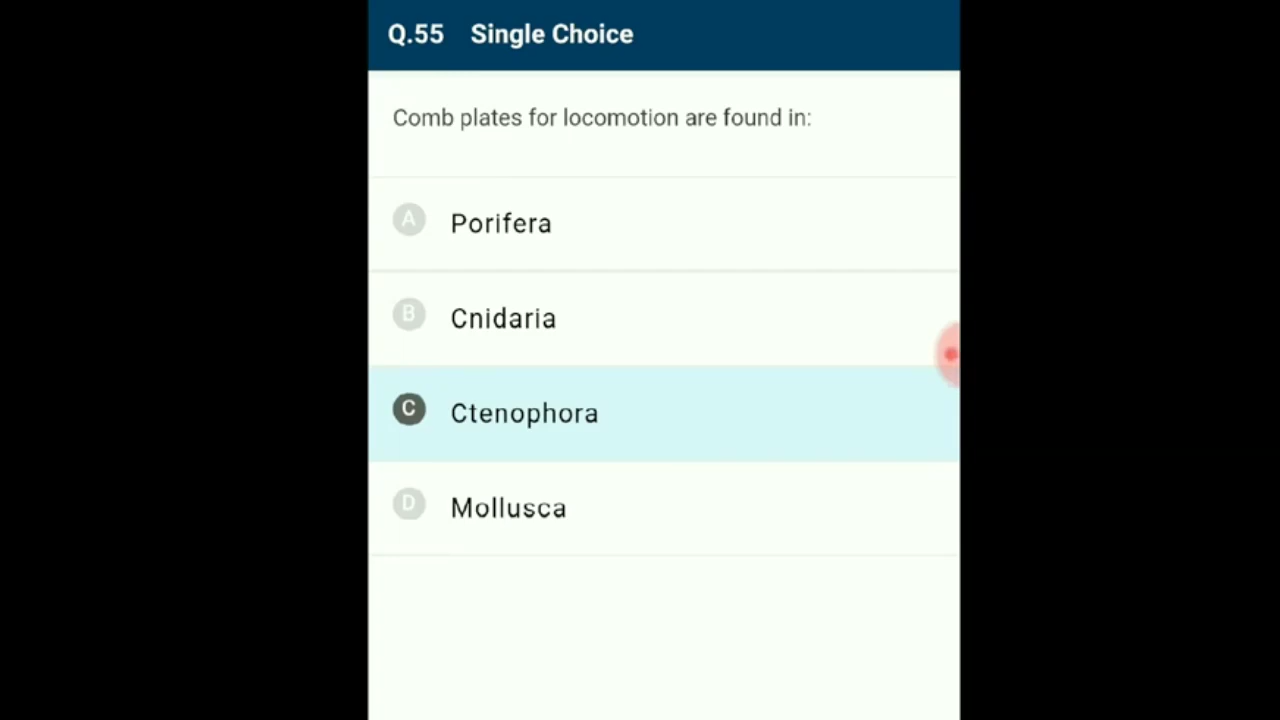 Q.55 Single Choice
Comb plates for locomotion are found in:
A Porifera
B Cnidaria
C Ctenophora
D Mollusca